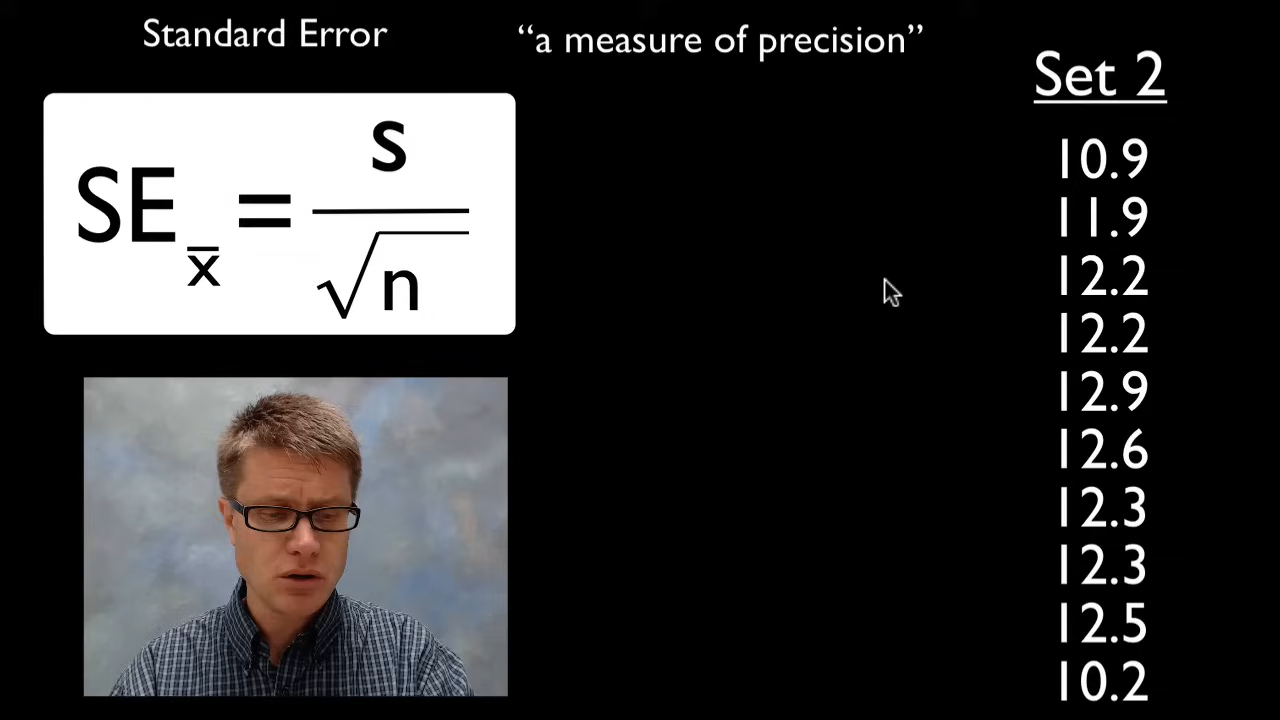 Standard Error
“a measure of precision”
SE x̄ = s / √n
Set 2
10.9
11.9
12.2
12.2
12.9
12.6
12.3
12.3
12.5
10.2